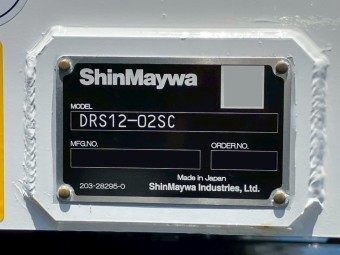 ShinMaywa
MODEL
DRS12-02SC
MFG.NO. ORDER.NO.
Made in Japan
203-28295-0 ShinMaywa Industries, Ltd.